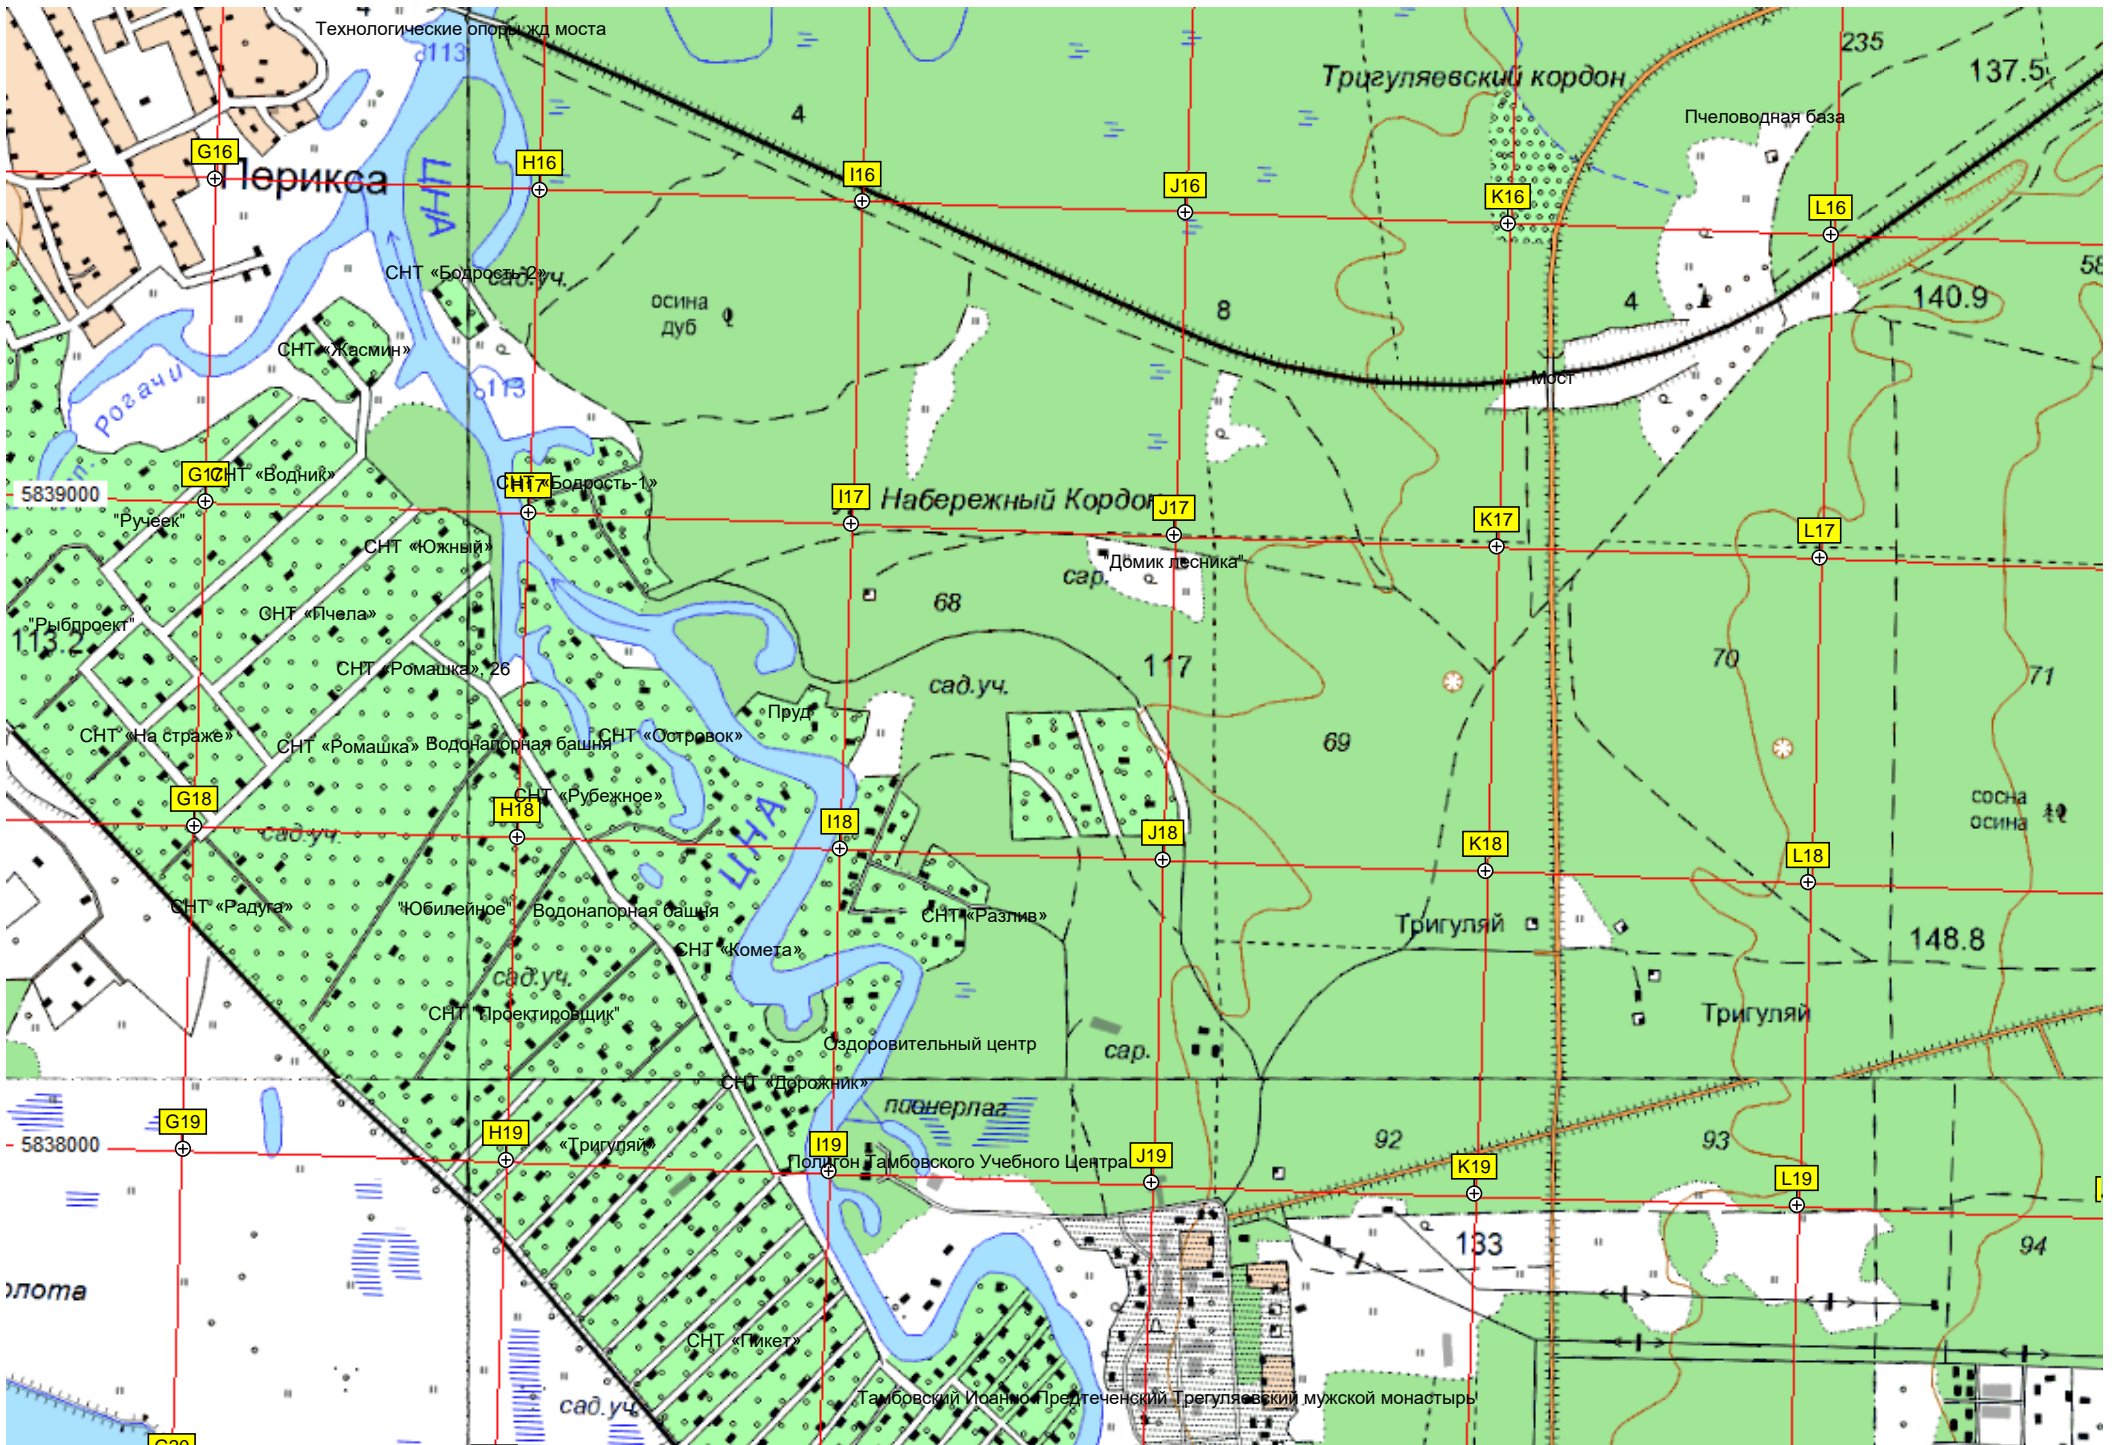 Технологические опоры жд моста
113
235
137.5
Тригуляевский кордон
4
Пчеловодная база
G16
H16
I16
J16
K16
L16
Перикса
ЦНА
СНТ «Бодрость-2»
сад.уч.
осина
дуб
8
4
140.9
58
СНТ «Жасмин»
Мост
Рогачи
113
G17
СНТ «Водник»
H17
СНТ «Бодрость-1»
I17
Набережный Кордон
J17
K17
L17
5839000
"Ручеек"
СНТ «Южный»
"Домик лесника"
сар.
68
СНТ «Пчела»
"Рыбпроект"
113.2
СНТ «Ромашка», 26
117
сад.уч.
70
71
Пруд
СНТ «На страже»
СНТ «Ромашка»
Водонапорная башня
СНТ «Островок»
69
G18
СНТ «Рубежное»
H18
I18
J18
K18
L18
сосна
осина
сад.уч.
ЦНА
СНТ «Радуга»
"Юбилейное"
Водонапорная башня
СНТ «Разлив»
Тригуляй
148.8
СНТ «Комета»
сад.уч.
СНТ "Проектировщик"
Тригуляй
Оздоровительный центр
сар.
СНТ «Дорожник»
пионерлаг
G19
H19
I19
J19
K19
L19
5838000
«Тригуляй»
92
93
Полигон Тамбовского Учебного Центра
133
94
олота
СНТ «Пикет»
сад.уч.
Тамбовский Иоанно-Предтеченский Трегуляевский мужской монастырь
G20